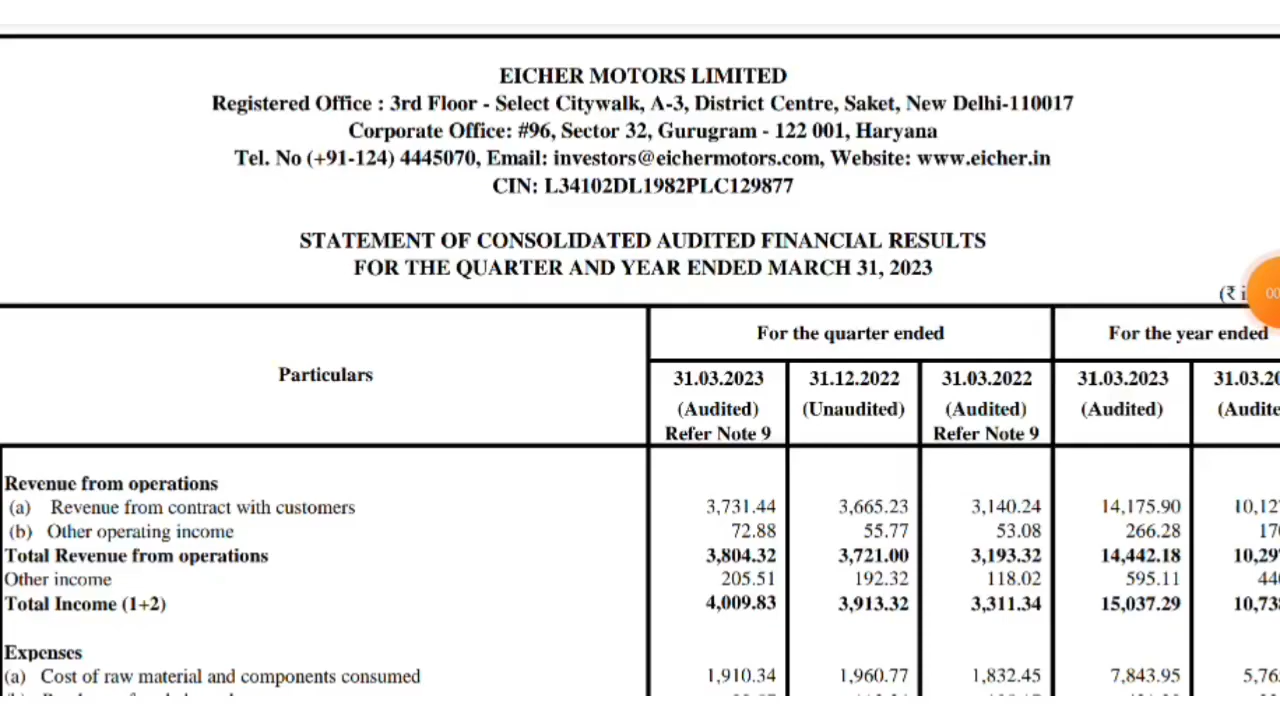 EICHER MOTORS LIMITED
Registered Office : 3rd Floor - Select Citywalk, A-3, District Centre, Saket, New Delhi-110017
Corporate Office: #96, Sector 32, Gurugram - 122 001, Haryana
Tel. No (+91-124) 4445070, Email: investors@eichermotors.com, Website: www.eicher.in
CIN: L34102DL1982PLC129877
STATEMENT OF CONSOLIDATED AUDITED FINANCIAL RESULTS
FOR THE QUARTER AND YEAR ENDED MARCH 31, 2023
(₹ i
00
Particulars
For the quarter ended For the year ended
31.03.2023 31.12.2022 31.03.2022 31.03.2023
(Audited) (Unaudited) (Audited) (Audited)
Refer Note 9 Refer Note 9
Revenue from operations
(a) Revenue from contract with customers 3,731.44 3,665.23 3,140.24 14,175.90
(b) Other operating income 72.88 55.77 53.08 266.28
Total Revenue from operations 3,804.32 3,721.00 3,193.32 14,442.18
Other income 205.51 192.32 118.02 595.11
Total Income (1+2) 4,009.83 3,913.32 3,311.34 15,037.29
Expenses
(a) Cost of raw material and components consumed 1,910.34 1,960.77 1,832.45 7,843.95